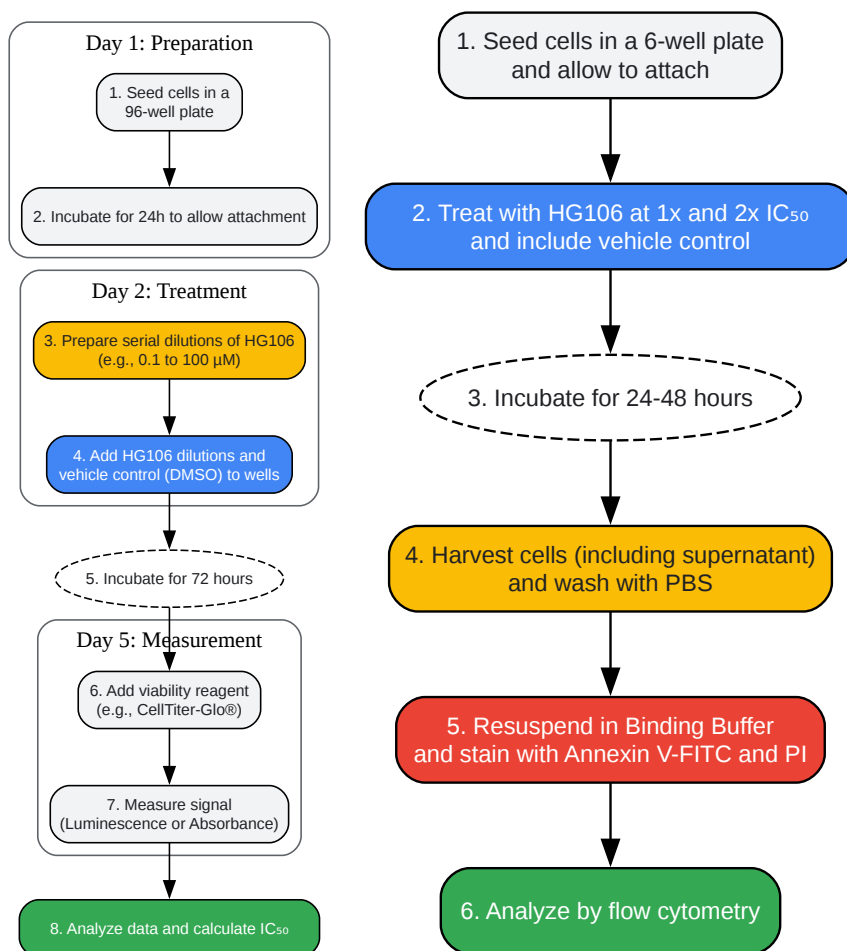 Day 1: Preparation
1. Seed cells in a
96-well plate
2. Incubate for 24h to allow attachment
Day 2: Treatment
3. Prepare serial dilutions of HG106
(e.g., 0.1 to 100 µM)
4. Add HG106 dilutions and
vehicle control (DMSO) to wells
5. Incubate for 72 hours
Day 5: Measurement
6. Add viability reagent
(e.g., CellTiter-Glo®)
7. Measure signal
(Luminescence or Absorbance)
8. Analyze data and calculate IC₅₀
1. Seed cells in a 6-well plate
and allow to attach
2. Treat with HG106 at 1x and 2x IC₅₀
and include vehicle control
3. Incubate for 24-48 hours
4. Harvest cells (including supernatant)
and wash with PBS
5. Resuspend in Binding Buffer
and stain with Annexin V-FITC and PI
6. Analyze by flow cytometry